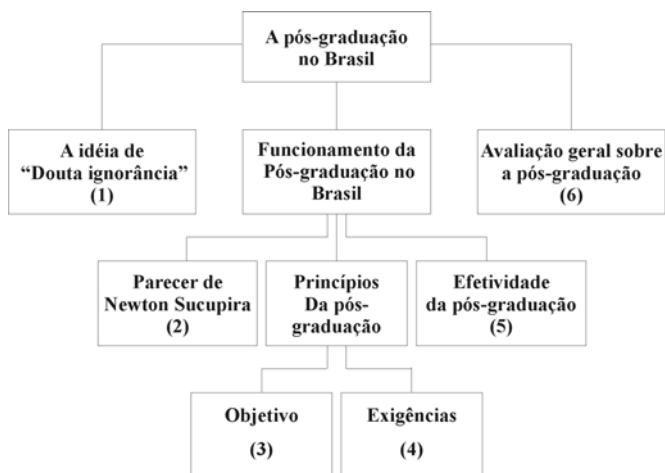 A pós-graduação
no Brasil
A idéia de
“Douta ignorância”
(1)
Funcionamento da
Pós-graduação no
Brasil
Avaliação geral sobre
a pós-graduação
(6)
Parecer de
Newton Sucupira
(2)
Princípios
Da pós-
graduação
Efetividade
da pós-graduação
(5)
Objetivo
(3)
Exigências
(4)